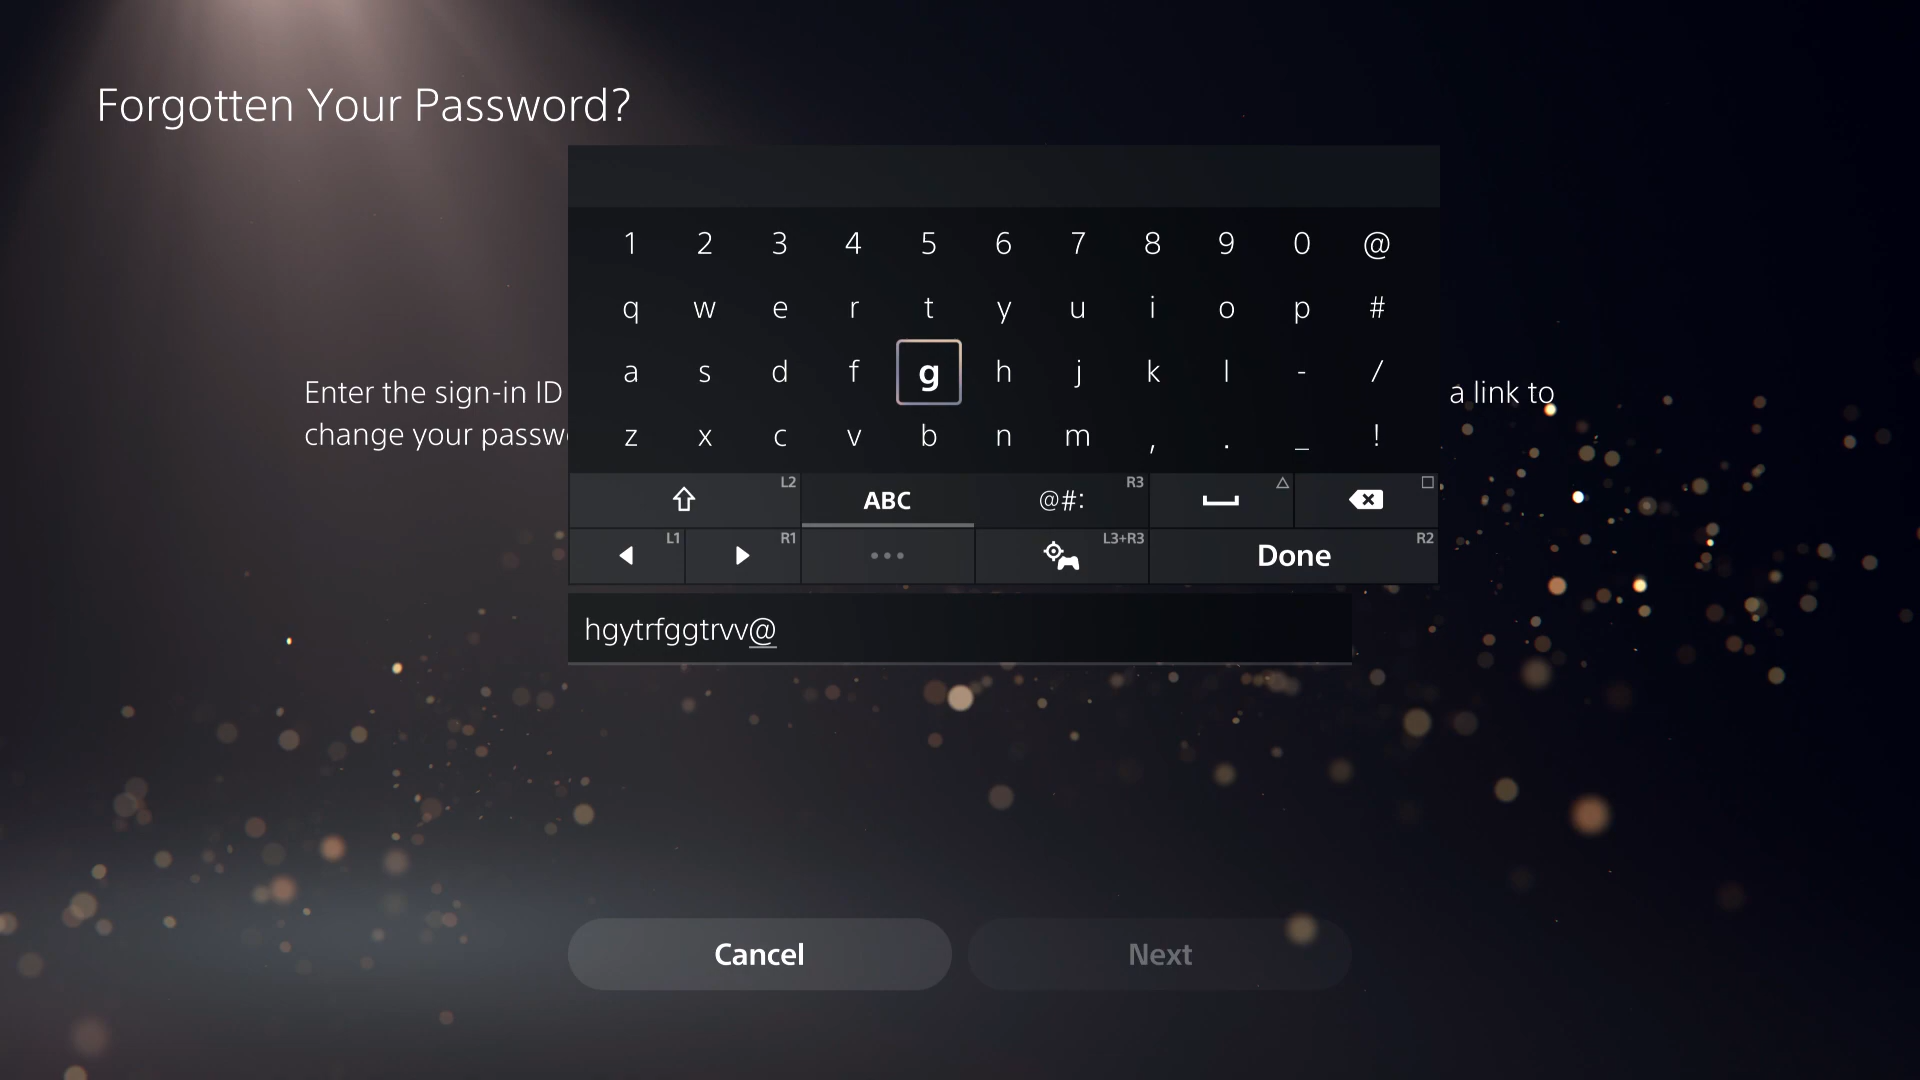 Forgotten Your Password?
1 2 3 4 5 6 7 8 9 0 @
q w e r t y u i o p #
a s d f g h j k l - /
z x c v b n m , . _ !
L2 ABC @#: R3
L1 R1 ••• L3+R3 Done R2
Enter the sign-in ID a link to
change your passw
hgytrfggtrvv@
Cancel Next